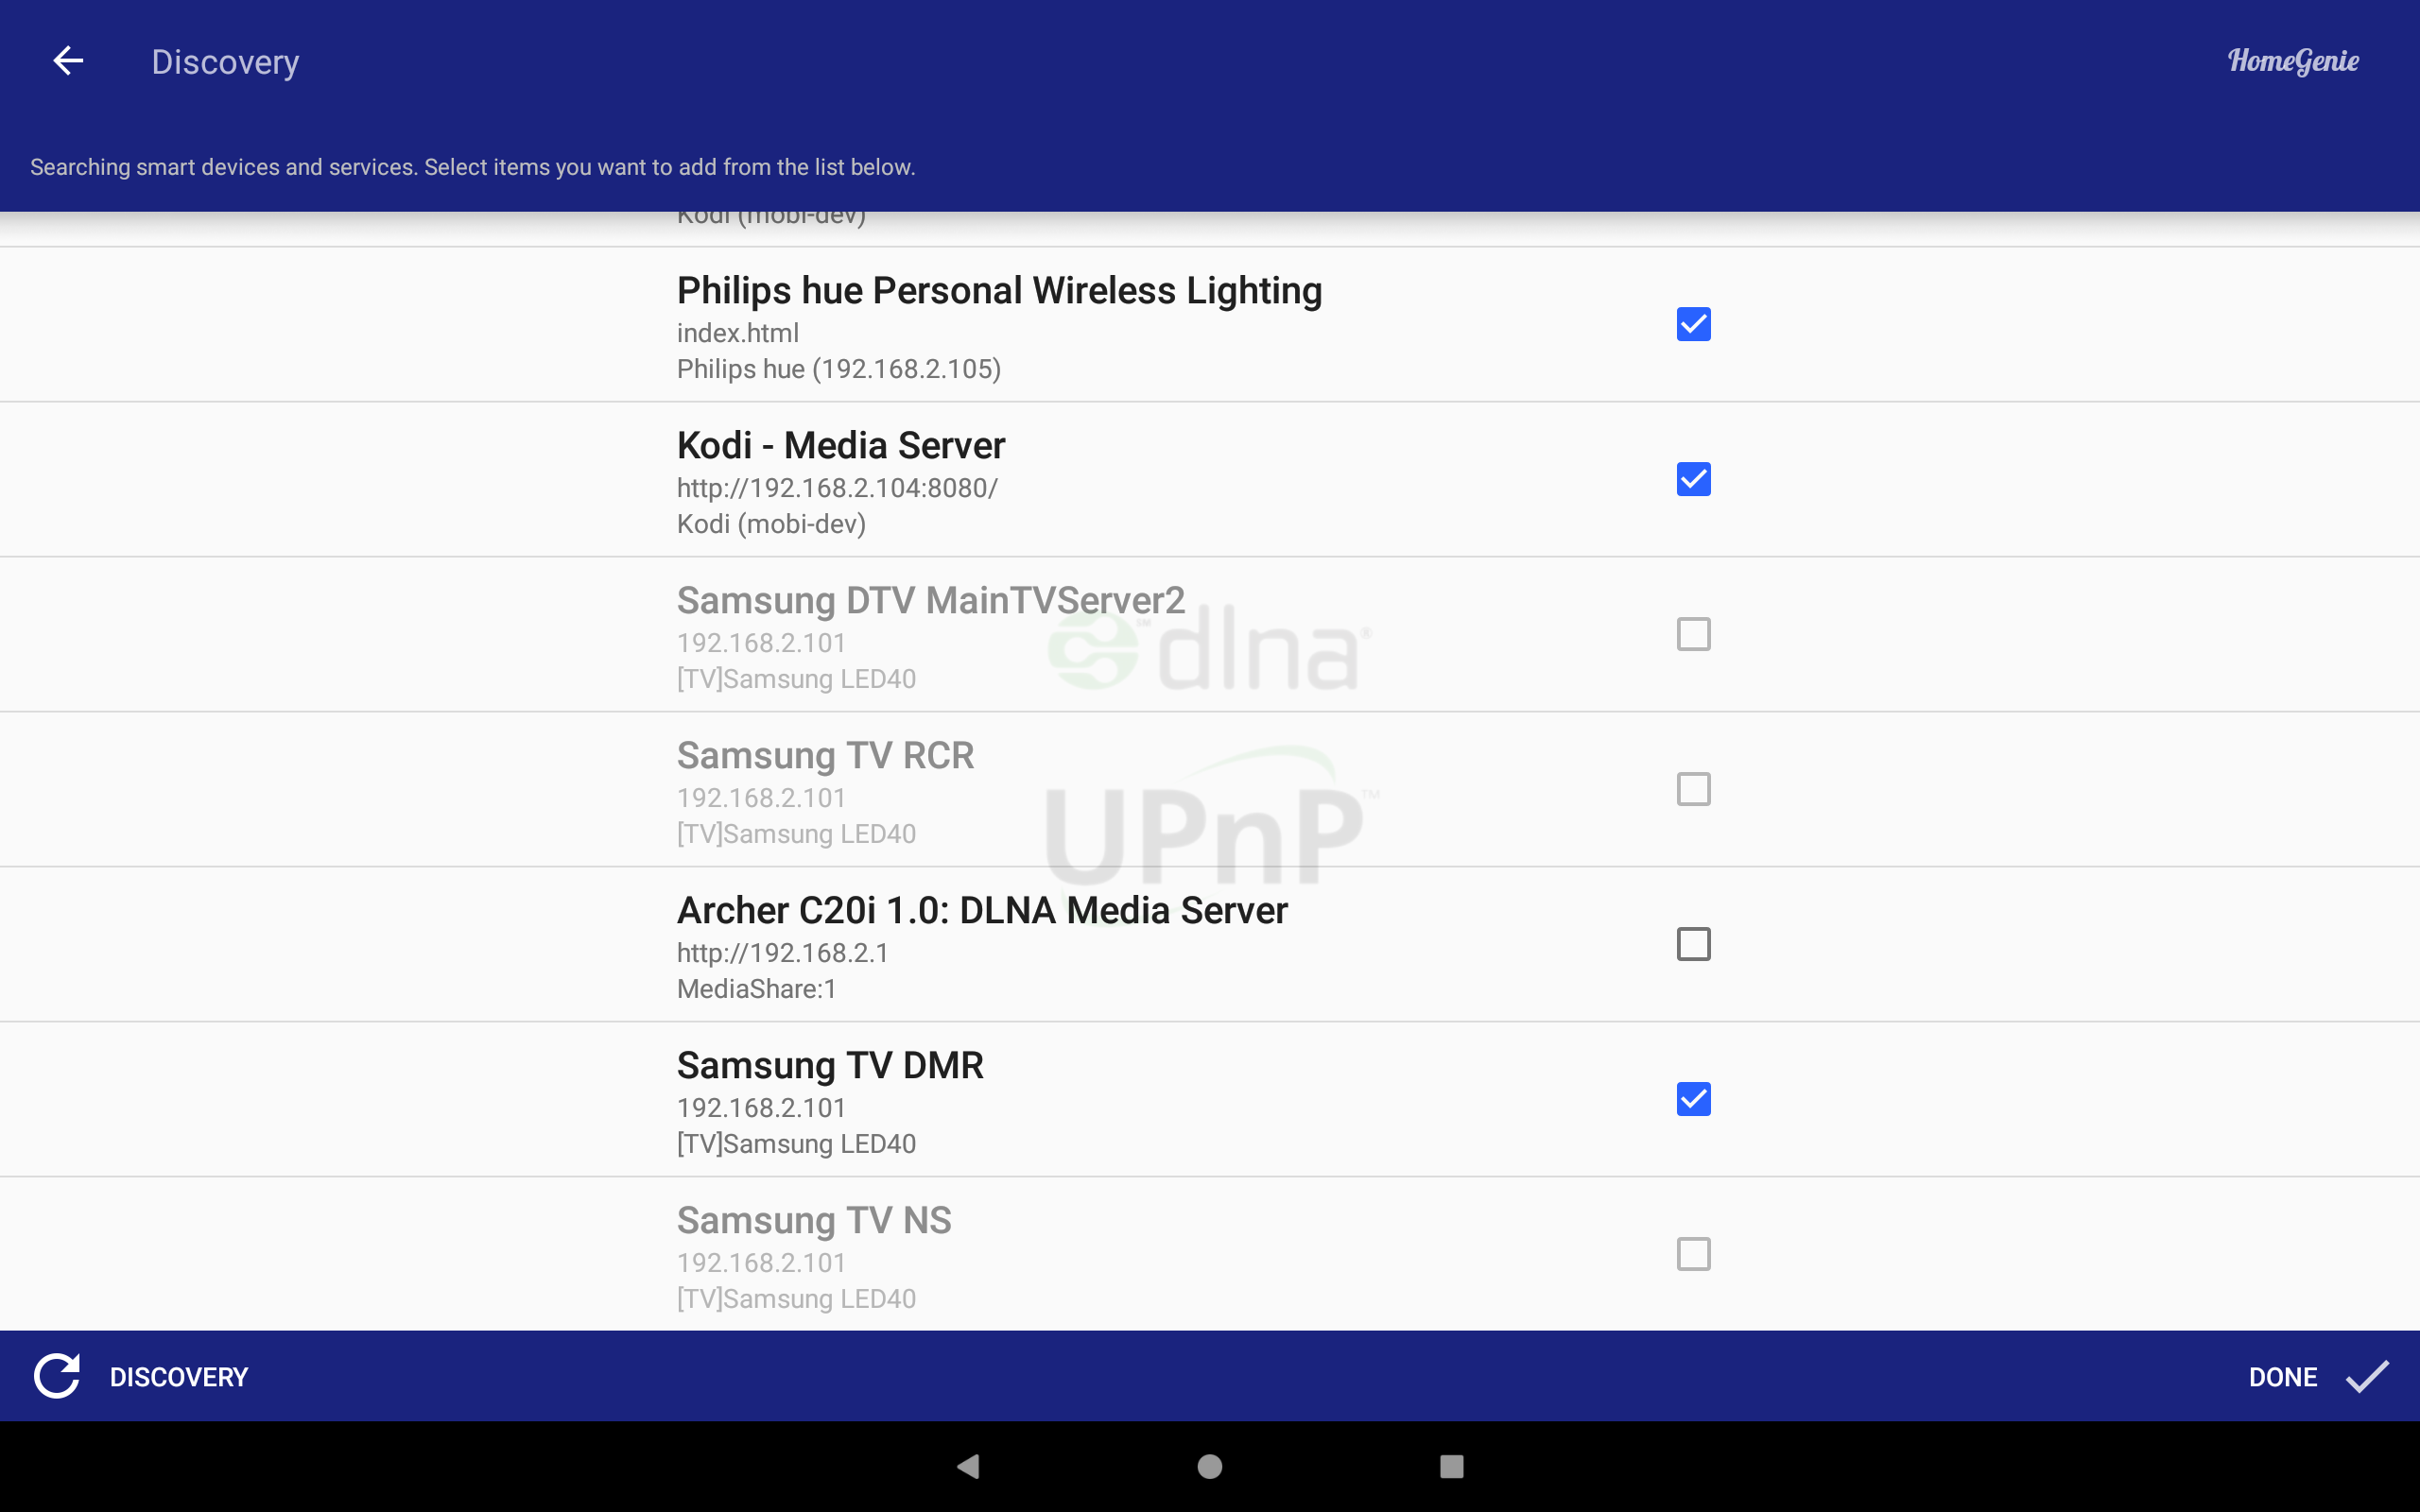 Discovery
HomeGenie
Searching smart devices and services. Select items you want to add from the list below.
Kodi (mobi-dev)
Philips hue Personal Wireless Lighting
index.html
Philips hue (192.168.2.105)
Kodi - Media Server
http://192.168.2.104:8080/
Kodi (mobi-dev)
Samsung DTV MainTVServer2
192.168.2.101
[TV]Samsung LED40
SM dlna ®
Samsung TV RCR
192.168.2.101
[TV]Samsung LED40
UPnP ™
Archer C20i 1.0: DLNA Media Server
http://192.168.2.1
MediaShare:1
Samsung TV DMR
192.168.2.101
[TV]Samsung LED40
Samsung TV NS
192.168.2.101
[TV]Samsung LED40
DISCOVERY
DONE